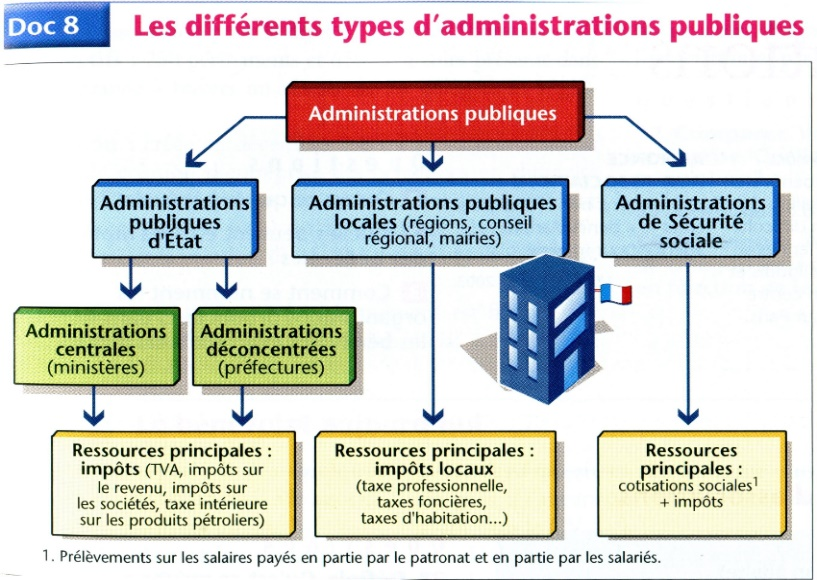 Doc 8
Les différents types d'administrations publiques
Administrations publiques
Administrations
publiques
d'État
Administrations publiques
locales (régions, conseil
régional, mairies)
Administrations
de Sécurité
sociale
Administrations
centrales
(ministères)
Administrations
déconcentrées
(préfectures)
Ressources principales :
impôts (TVA, impôts sur
le revenu, impôts sur
les sociétés, taxe intérieure
sur les produits pétroliers)
Ressources principales :
impôts locaux
(taxe professionnelle,
taxes foncières,
taxes d'habitation...)
Ressources
principales :
cotisations sociales¹
+ impôts
1. Prélèvements sur les salaires payés en partie par le patronat et en partie par les salariés.